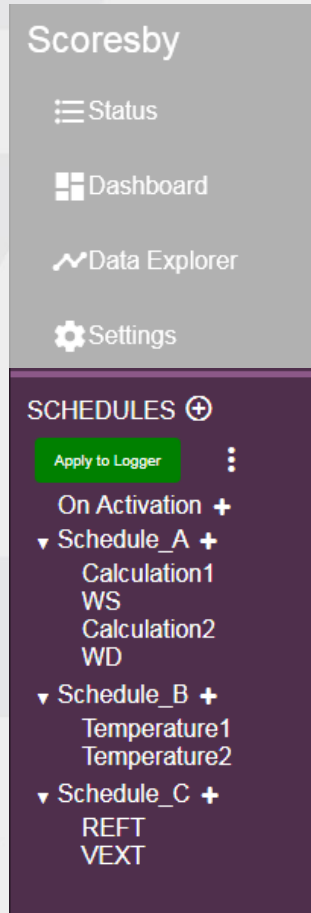 Scoresby
Status
Dashboard
Data Explorer
Settings
SCHEDULES
Apply to Logger
On Activation +
Schedule_A +
Calculation1
WS
Calculation2
WD
Schedule_B +
Temperature1
Temperature2
Schedule_C +
REFT
VEXT